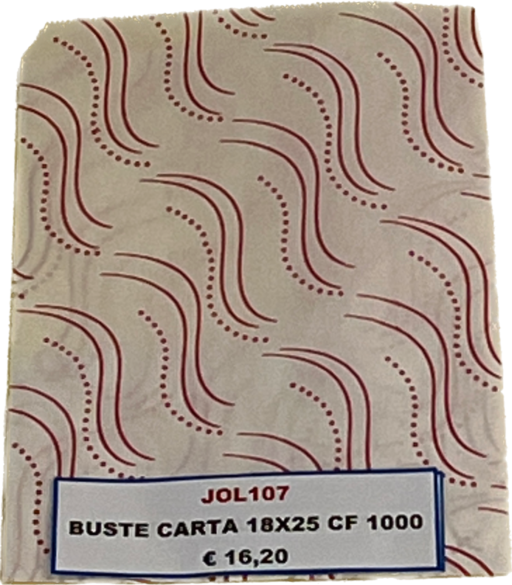 JOL107
BUSTE CARTA 18X25 CF 1000
€ 16,20